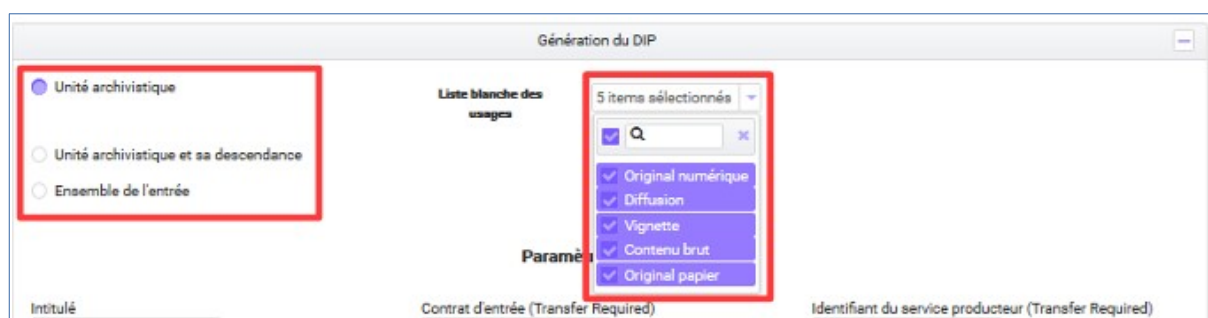 Génération du DIP
Unité archivistique
Unité archivistique et sa descendance
Ensemble de l'entrée
Liste blanche des
usages
5 items sélectionnés
Original numérique
Diffusion
Vignette
Contenu brut
Original papier
Intitulé
Contrat d'entrée (Transfer Required)
Identifiant du service producteur (Transfer Required)